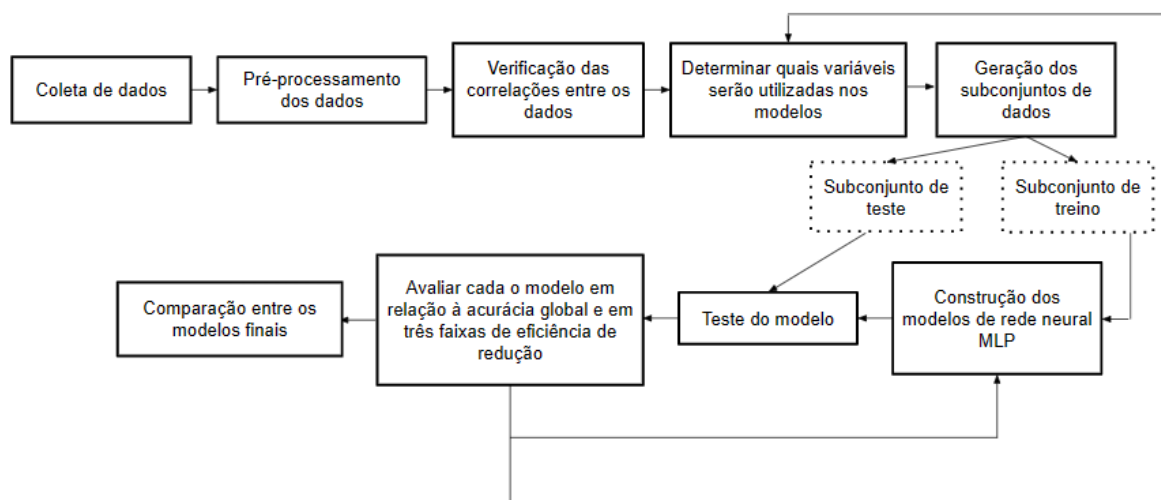 Coleta de dados
Pré-processamento
dos dados
Verificação das
correlações entre os
dados
Determinar quais variáveis
serão utilizadas nos
modelos
Geração dos
subconjuntos de
dados
Subconjunto de
teste
Subconjunto de
treino
Comparação entre os
modelos finais
Avaliar cada o modelo em
relação à acurácia global e em
três faixas de eficiência de
redução
Teste do modelo
Construção dos
modelos de rede neural
MLP